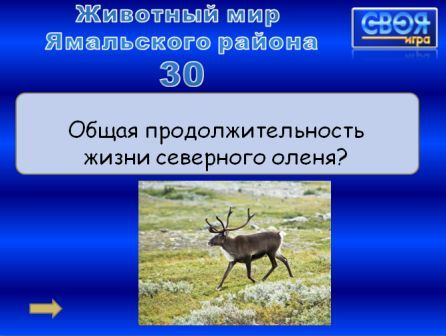 Животный мир
Ямальского района
30
СВОЯ
игра
Общая продолжительность
жизни северного оленя?